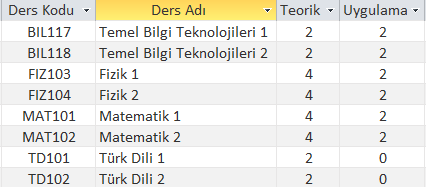 Ders Kodu Ders Adı Teorik Uygulama
BIL117 Temel Bilgi Teknolojileri 1 2 2
BIL118 Temel Bilgi Teknolojileri 2 2 2
FIZ103 Fizik 1 4 2
FIZ104 Fizik 2 4 2
MAT101 Matematik 1 4 2
MAT102 Matematik 2 4 2
TD101 Türk Dili 1 2 0
TD102 Türk Dili 2 2 0